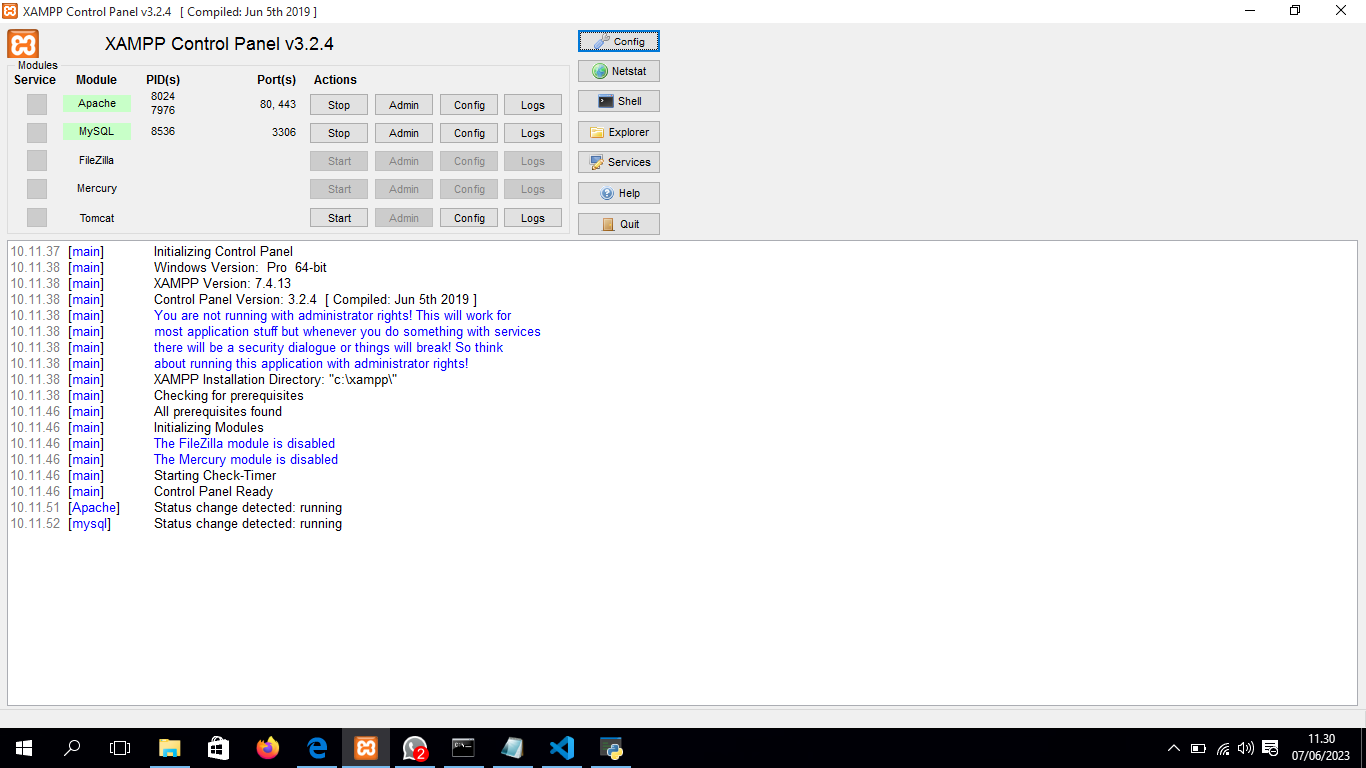 XAMPP Control Panel v3.2.4 [ Compiled: Jun 5th 2019 ]
XAMPP Control Panel v3.2.4
Config
Modules
Service Module PID(s) Port(s) Actions
Netstat
Apache 8024 7976 80, 443 Stop Admin Config Logs
Shell
MySQL 8536 3306 Stop Admin Config Logs
Explorer
FileZilla Start Admin Config Logs
Services
Mercury Start Admin Config Logs
Help
Tomcat Start Admin Config Logs
Quit
10.11.37 [main] Initializing Control Panel
10.11.38 [main] Windows Version: Pro 64-bit
10.11.38 [main] XAMPP Version: 7.4.13
10.11.38 [main] Control Panel Version: 3.2.4 [ Compiled: Jun 5th 2019 ]
10.11.38 [main] You are not running with administrator rights! This will work for
10.11.38 [main] most application stuff but whenever you do something with services
10.11.38 [main] there will be a security dialogue or things will break! So think
10.11.38 [main] about running this application with administrator rights!
10.11.38 [main] XAMPP Installation Directory: "c:\xampp\"
10.11.38 [main] Checking for prerequisites
10.11.46 [main] All prerequisites found
10.11.46 [main] Initializing Modules
10.11.46 [main] The FileZilla module is disabled
10.11.46 [main] The Mercury module is disabled
10.11.46 [main] Starting Check-Timer
10.11.46 [main] Control Panel Ready
10.11.51 [Apache] Status change detected: running
10.11.52 [mysql] Status change detected: running
2
11.30
07/06/2023